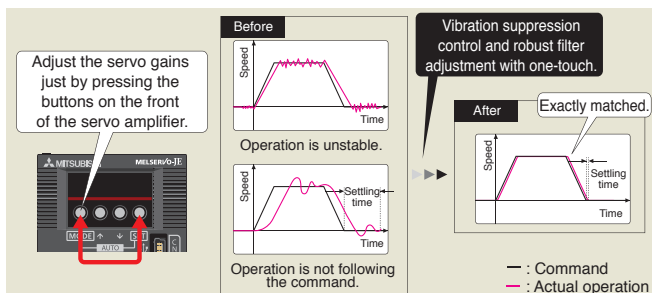 Adjust the servo gains
just by pressing the
buttons on the front
of the servo amplifier.
MITSUBISHI
MELSERVO-JE
MODE
SET
AUTO
CN
Before
Speed
Time
Operation is unstable.
Speed
Settling
time
Time
Operation is not following
the command.
Vibration suppression
control and robust filter
adjustment with one-touch.
After
Exactly matched.
Speed
Settling
time
Time
: Command
: Actual operation